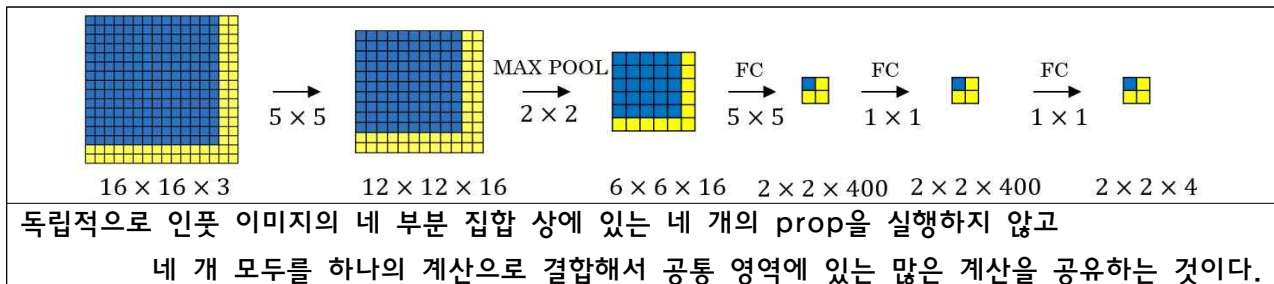 MAX POOL FC FC FC
5 × 5 2 × 2 5 × 5 1 × 1 1 × 1
16 × 16 × 3 12 × 12 × 16 6 × 6 × 16 2 × 2 × 400 2 × 2 × 400 2 × 2 × 4
독립적으로 인풋 이미지의 네 부분 집합 상에 있는 네 개의 prop을 실행하지 않고
네 개 모두를 하나의 계산으로 결합해서 공통 영역에 있는 많은 계산을 공유하는 것이다.